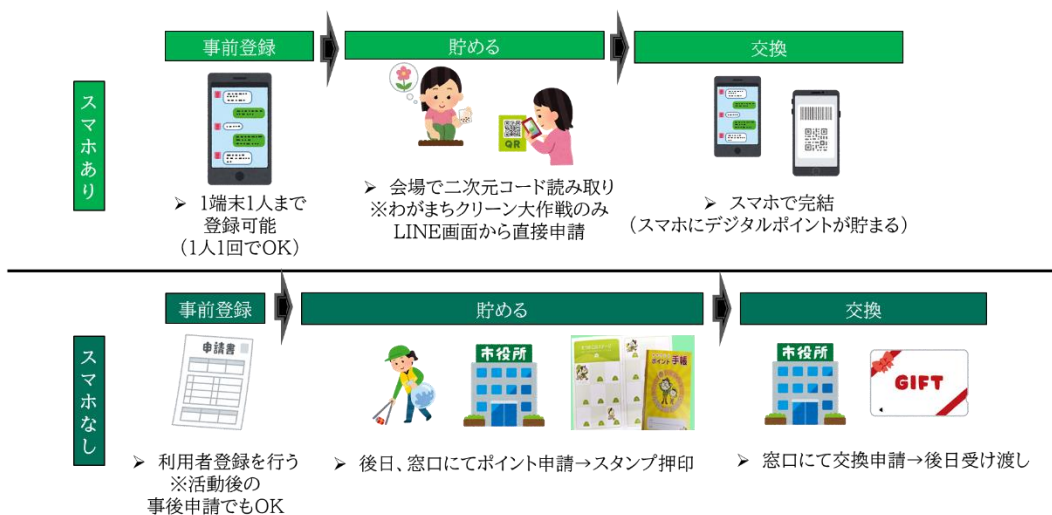 スマホあり
事前登録
貯める
交換
QR
➢ 1端末1人まで
登録可能
（1人1回でOK）
➢ 会場で二次元コード読み取り
※わがまちクリーン大作戦のみ
LINE画面から直接申請
➢ スマホで完結
（スマホにデジタルポイントが貯まる）
スマホなし
事前登録
貯める
交換
申請書
市役所
ポイント手帳
市役所
GIFT
➢ 利用者登録を行う
※活動後の
事後申請でもOK
➢ 後日、窓口にてポイント申請→スタンプ押印
➢ 窓口にて交換申請→後日受け渡し